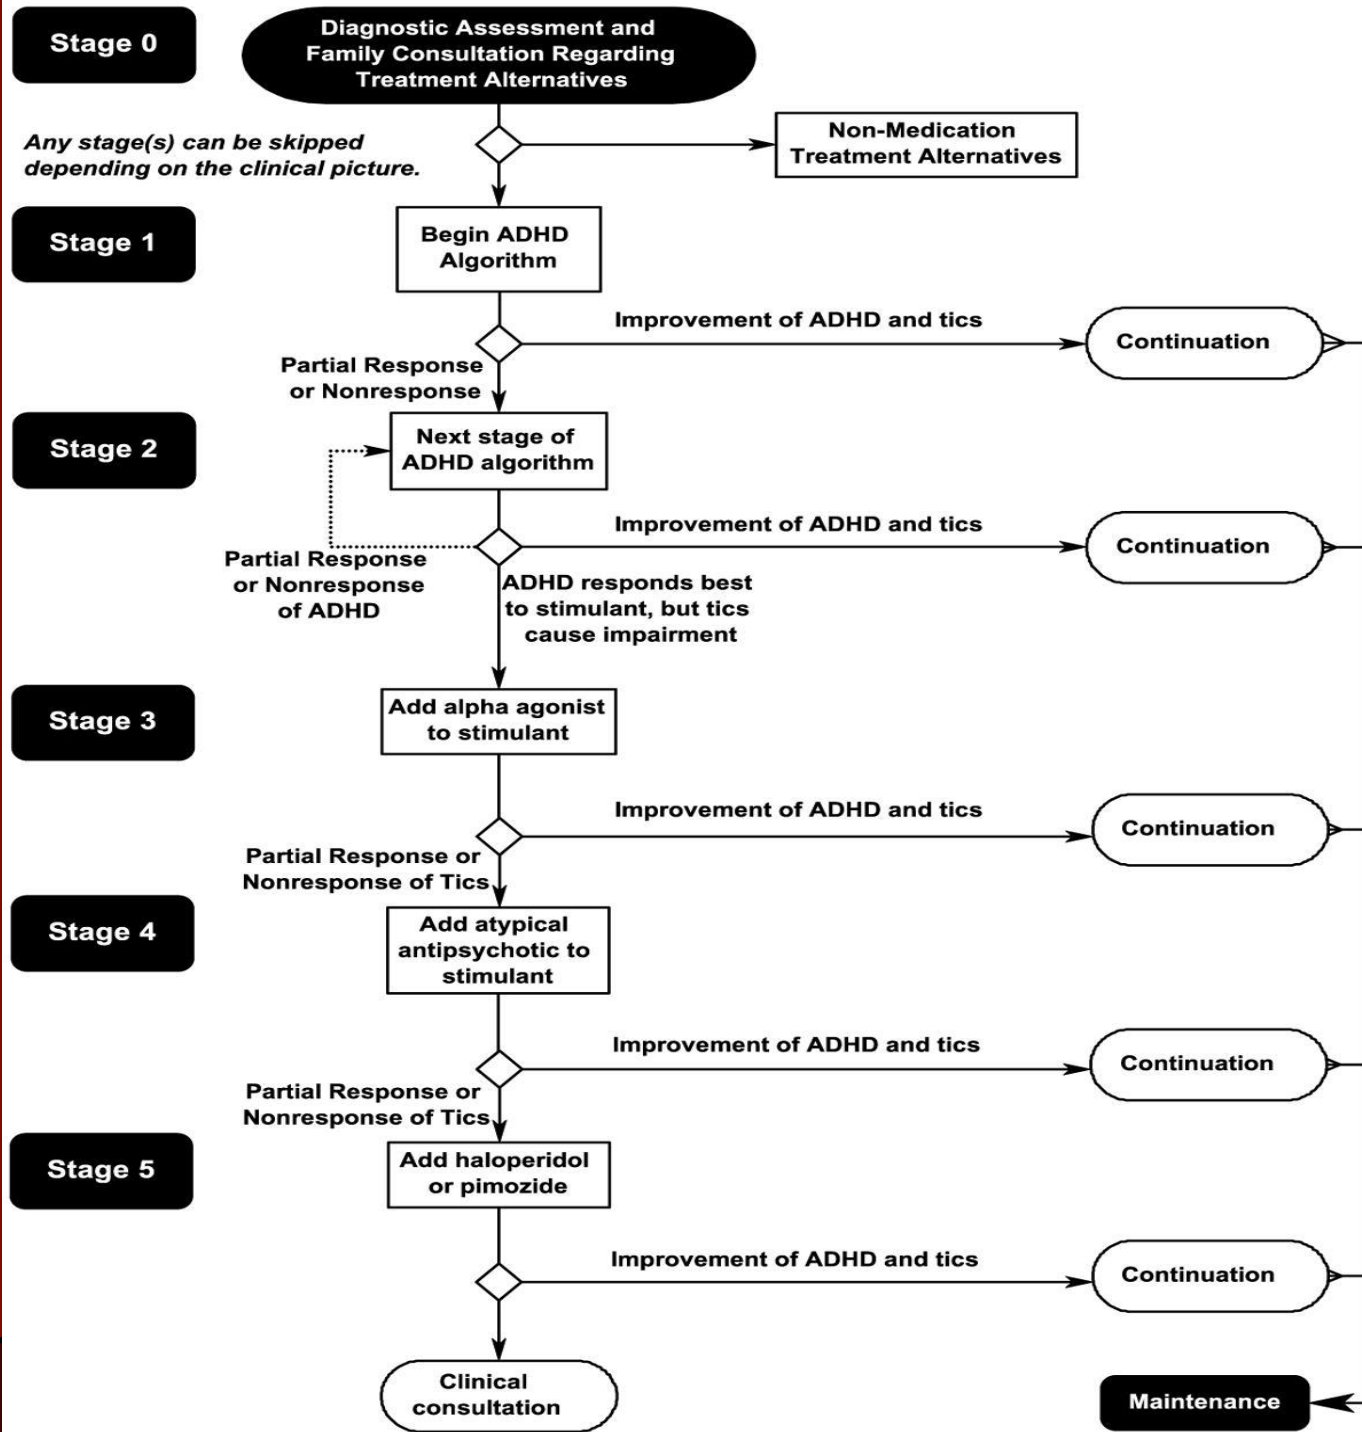 Stage 0
Diagnostic Assessment and
Family Consultation Regarding
Treatment Alternatives
Any stage(s) can be skipped
depending on the clinical picture.
Non-Medication
Treatment Alternatives
Stage 1
Begin ADHD
Algorithm
Improvement of ADHD and tics
Continuation
Partial Response
or Nonresponse
Stage 2
Next stage of
ADHD algorithm
Improvement of ADHD and tics
Continuation
Partial Response
or Nonresponse
of ADHD
ADHD responds best
to stimulant, but tics
cause impairment
Stage 3
Add alpha agonist
to stimulant
Improvement of ADHD and tics
Continuation
Partial Response or
Nonresponse of Tics
Stage 4
Add atypical
antipsychotic to
stimulant
Improvement of ADHD and tics
Continuation
Partial Response or
Nonresponse of Tics
Stage 5
Add haloperidol
or pimozide
Improvement of ADHD and tics
Continuation
Clinical
consultation
Maintenance